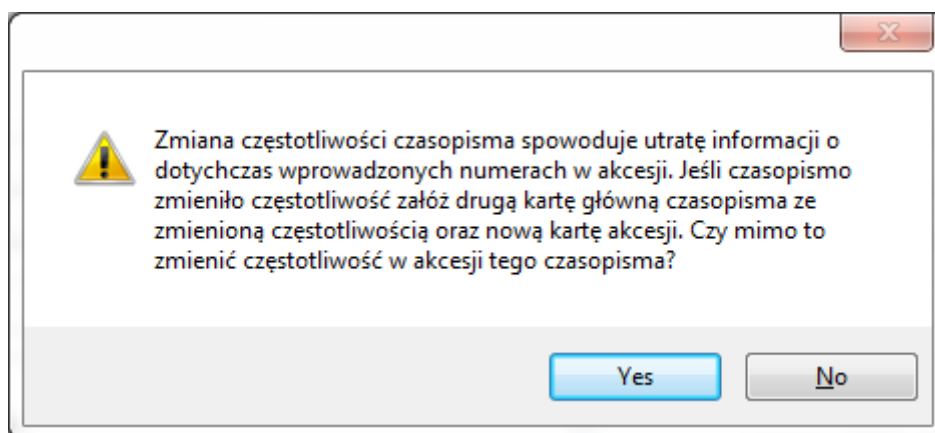 Zmiana częstotliwości czasopisma spowoduje utratę informacji o
dotychczas wprowadzonych numerach w akcesji. Jeśli czasopismo
zmieniło częstotliwość załóż drugą kartę główną czasopisma ze
zmienioną częstotliwością oraz nową kartę akcesji. Czy mimo to
zmienić częstotliwość w akcesji tego czasopisma?
Yes No